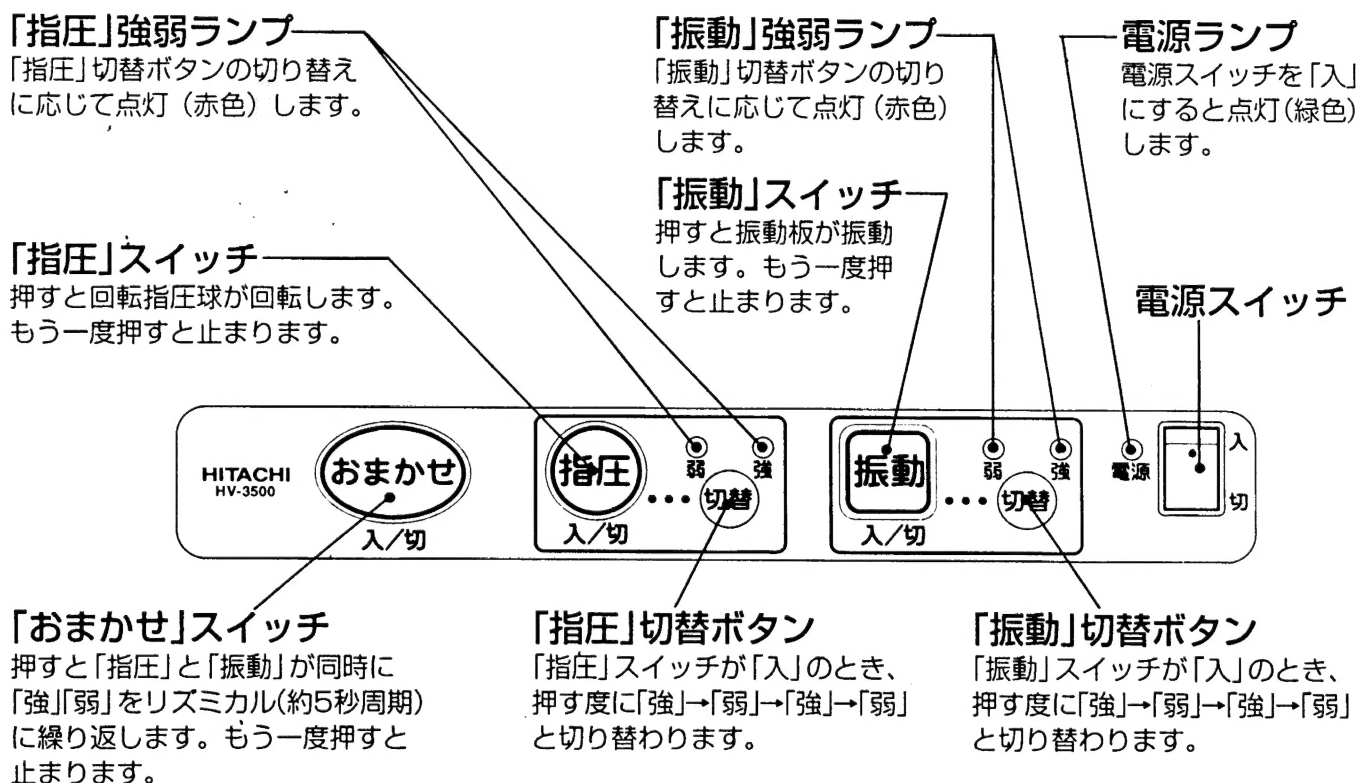 「指圧」強弱ランプ
「指圧」切替ボタンの切り替え
に応じて点灯（赤色）します。
「振動」強弱ランプ
「振動」切替ボタンの切り
替えに応じて点灯（赤色）
します。
電源ランプ
電源スイッチを「入」
にすると点灯（緑色）
します。
「指圧」スイッチ
押すと回転指圧球が回転します。
もう一度押すと止まります。
「振動」スイッチ
押すと振動板が振動
します。もう一度押
すと止まります。
電源スイッチ
HITACHI
HV-3500
おまかせ
入/切
指圧
入/切
弱
強
切替
振動
入/切
弱
強
切替
電源
入
切
「おまかせ」スイッチ
押すと「指圧」と「振動」が同時に
「強」「弱」をリズミカル(約5秒周期)
に繰り返します。もう一度押すと
止まります。
「指圧」切替ボタン
「指圧」スイッチが「入」のとき、
押す度に「強」→「弱」→「強」→「弱」
と切り替わります。
「振動」切替ボタン
「振動」スイッチが「入」のとき、
押す度に「強」→「弱」→「強」→「弱」
と切り替わります。